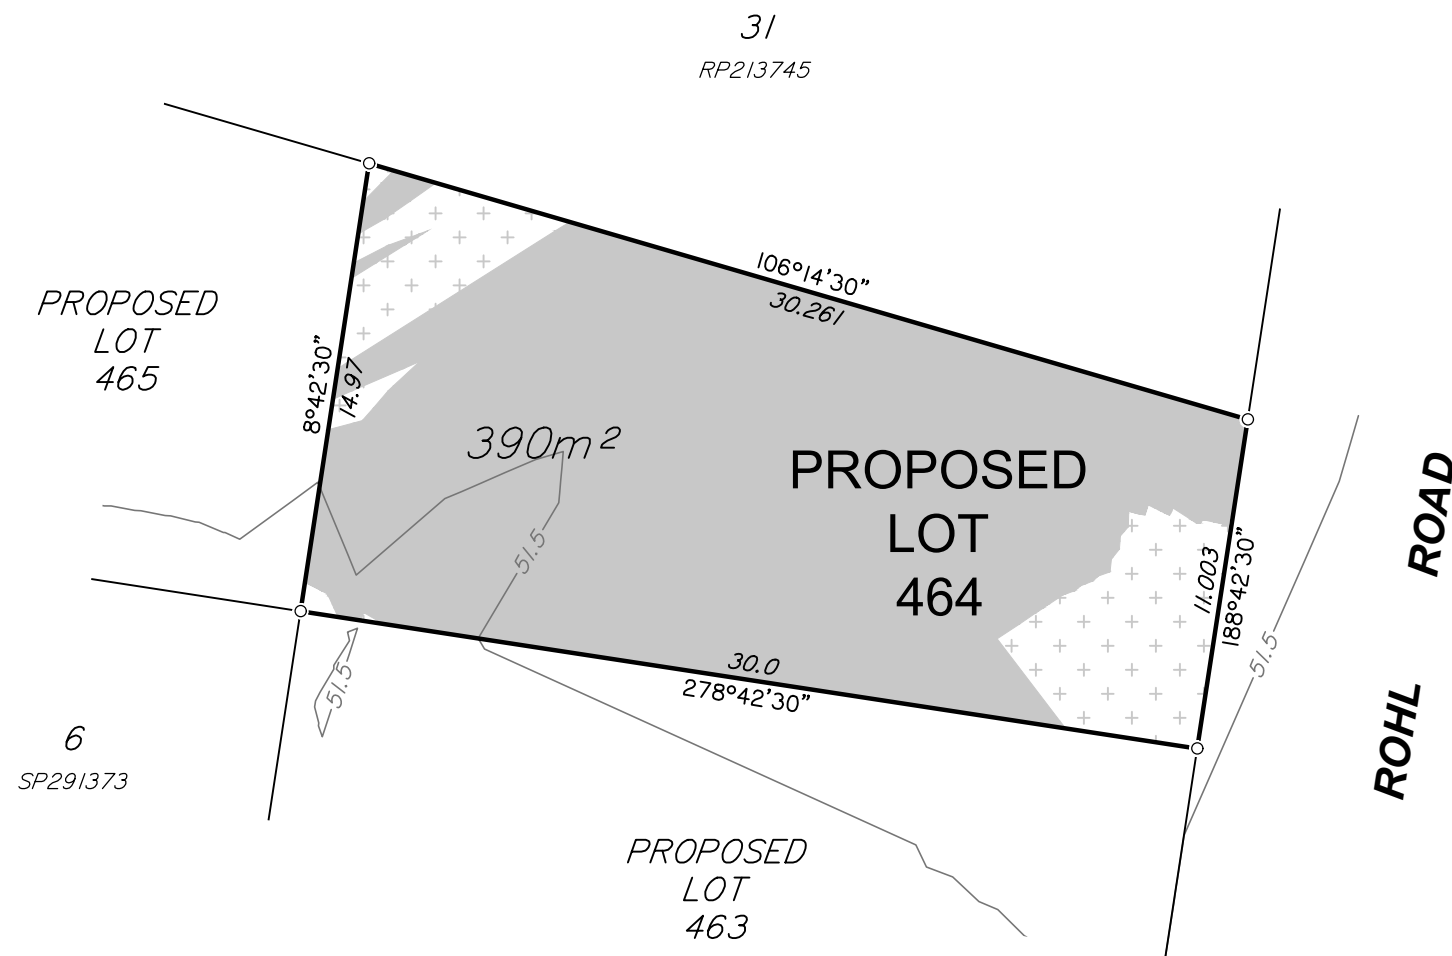 31
RP213745
106°14'30"
30.261
PROPOSED
LOT
465
8°42'30"
14.97
390m²
PROPOSED
LOT
464
51.5
11.003
188°42'30"
ROHL ROAD
51.5
51.5
30.0
278°42'30"
6
SP291373
PROPOSED
LOT
463